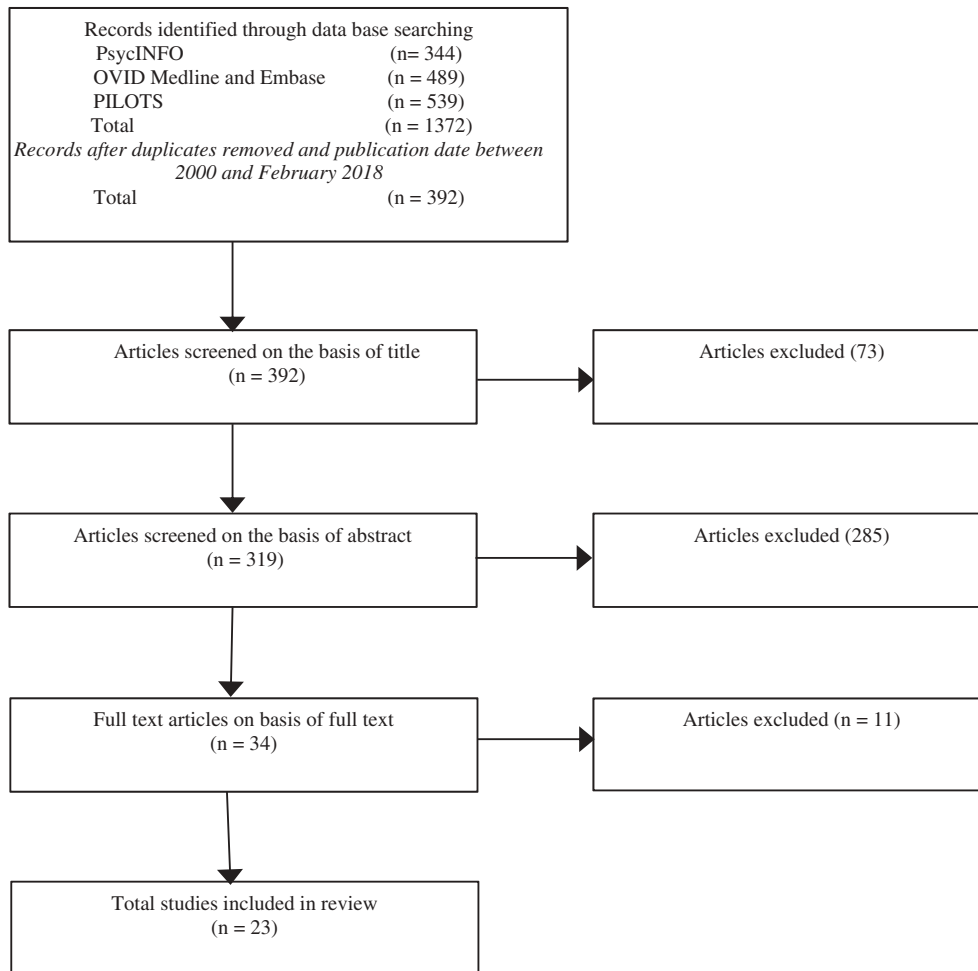 Records identified through data base searching
PsycINFO (n= 344)
OVID Medline and Embase (n = 489)
PILOTS (n = 539)
Total (n = 1372)
Records after duplicates removed and publication date between
2000 and February 2018
Total (n = 392)
Articles screened on the basis of title
(n = 392)
Articles excluded (73)
Articles screened on the basis of abstract
(n = 319)
Articles excluded (285)
Full text articles on basis of full text
(n = 34)
Articles excluded (n = 11)
Total studies included in review
(n = 23)